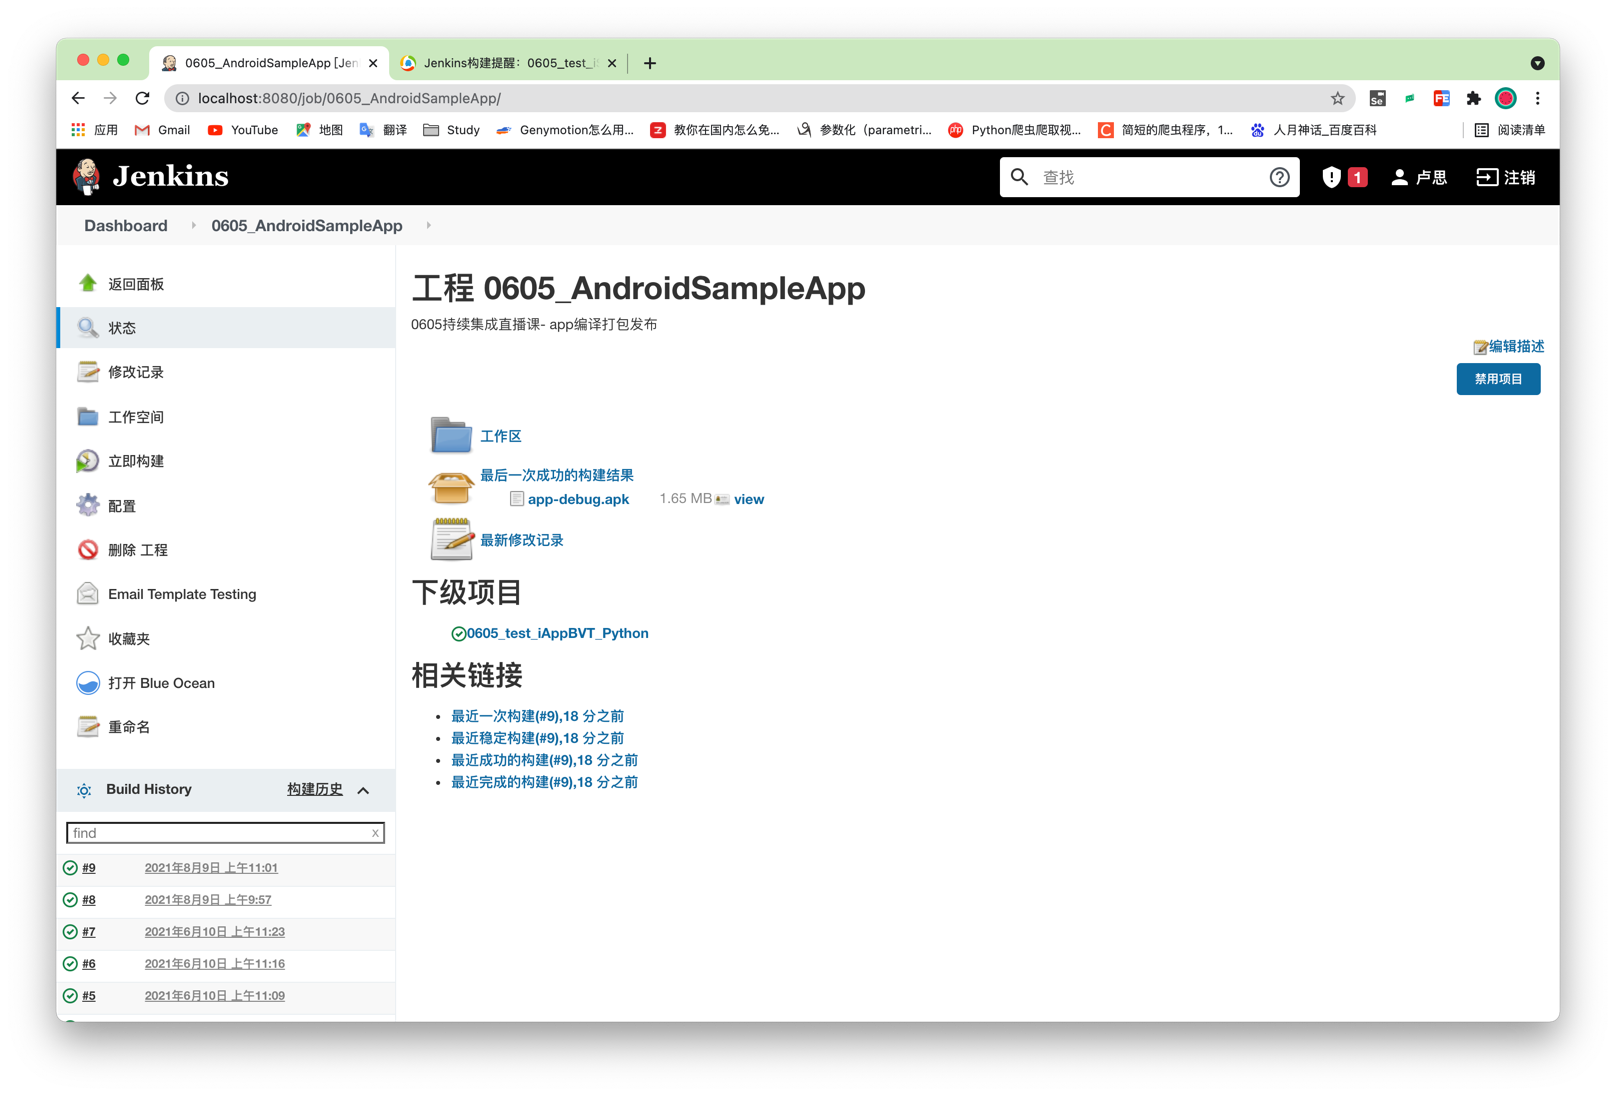 0605_AndroidSampleApp [Jen
Jenkins构建提醒：0605_test_i
localhost:8080/job/0605_AndroidSampleApp/
应用 Gmail YouTube 地图 翻译 Study Genymotion怎么用... 教你在国内怎么免... 参数化（parametri... Python爬虫爬取视... 简短的爬虫程序，1... 人月神话_百度百科 阅读清单
Jenkins
查找
1
卢思
注销
Dashboard
0605_AndroidSampleApp
返回面板
状态
修改记录
工作空间
立即构建
配置
删除 工程
Email Template Testing
收藏夹
打开 Blue Ocean
重命名
Build History 构建历史
find x
#9 2021年8月9日 上午11:01
#8 2021年8月9日 上午9:57
#7 2021年6月10日 上午11:23
#6 2021年6月10日 上午11:16
#5 2021年6月10日 上午11:09
工程 0605_AndroidSampleApp
0605持续集成直播课- app编译打包发布
编辑描述
禁用项目
工作区
最后一次成功的构建结果
app-debug.apk 1.65 MB view
最新修改记录
下级项目
0605_test_iAppBVT_Python
相关链接
最近一次构建(#9),18 分之前
最近稳定构建(#9),18 分之前
最近成功的构建(#9),18 分之前
最近完成的构建(#9),18 分之前